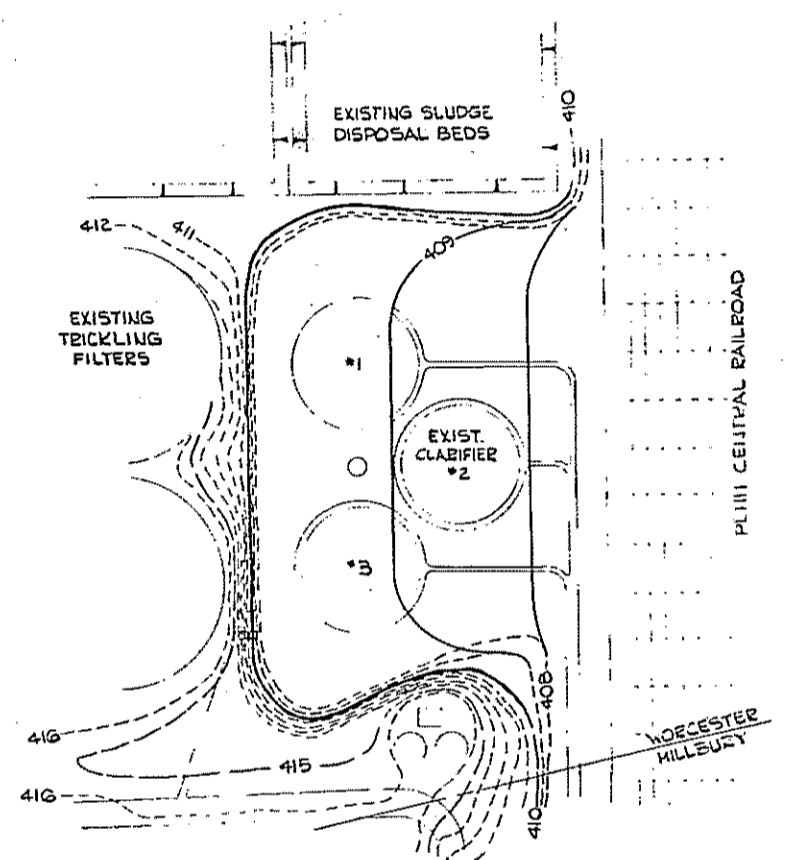 EXISTING SLUDGE
DISPOSAL BEDS
410
412
411
409
EXISTING
TRICKLING
FILTERS
#1
EXIST.
CLARIFIER
#2
#3
PENN CENTRAL RAILROAD
408
416
415
416
410
WORCESTER
MILLBURY